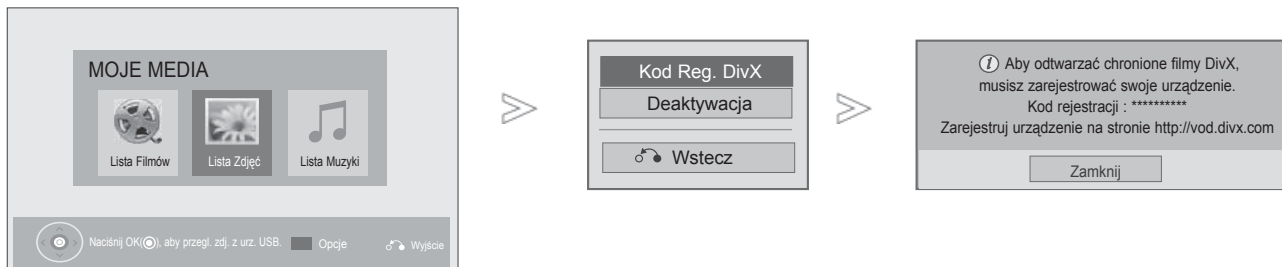 MOJE MEDIA
Lista Filmów
Lista Zdjęć
Lista Muzyki
Naciśnij OK(◉), aby przegl. zdj. z urz. USB.
Opcje
Wyjście
Kod Reg. DivX
Deaktywacja
Wstecz
Aby odtwarzać chronione filmy DivX,
musisz zarejestrować swoje urządzenie.
Kod rejestracji : **********
Zarejestruj urządzenie na stronie http://vod.divx.com
Zamknij